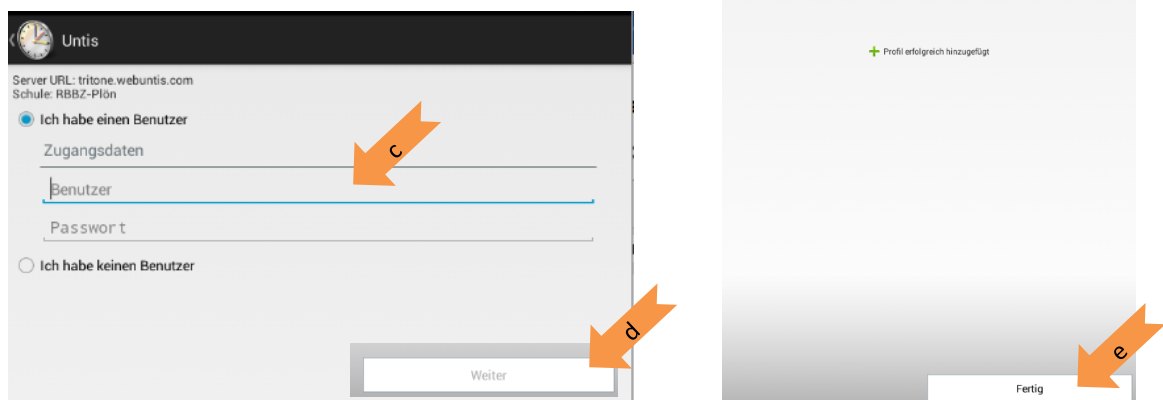 Untis
Server URL: tritone.webuntis.com
Schule: RBBZ-Plön
Ich habe einen Benutzer
Zugangsdaten
c
Benutzer
Passwort
Ich habe keinen Benutzer
d
Weiter
Profil erfolgreich hinzugefügt
e
Fertig